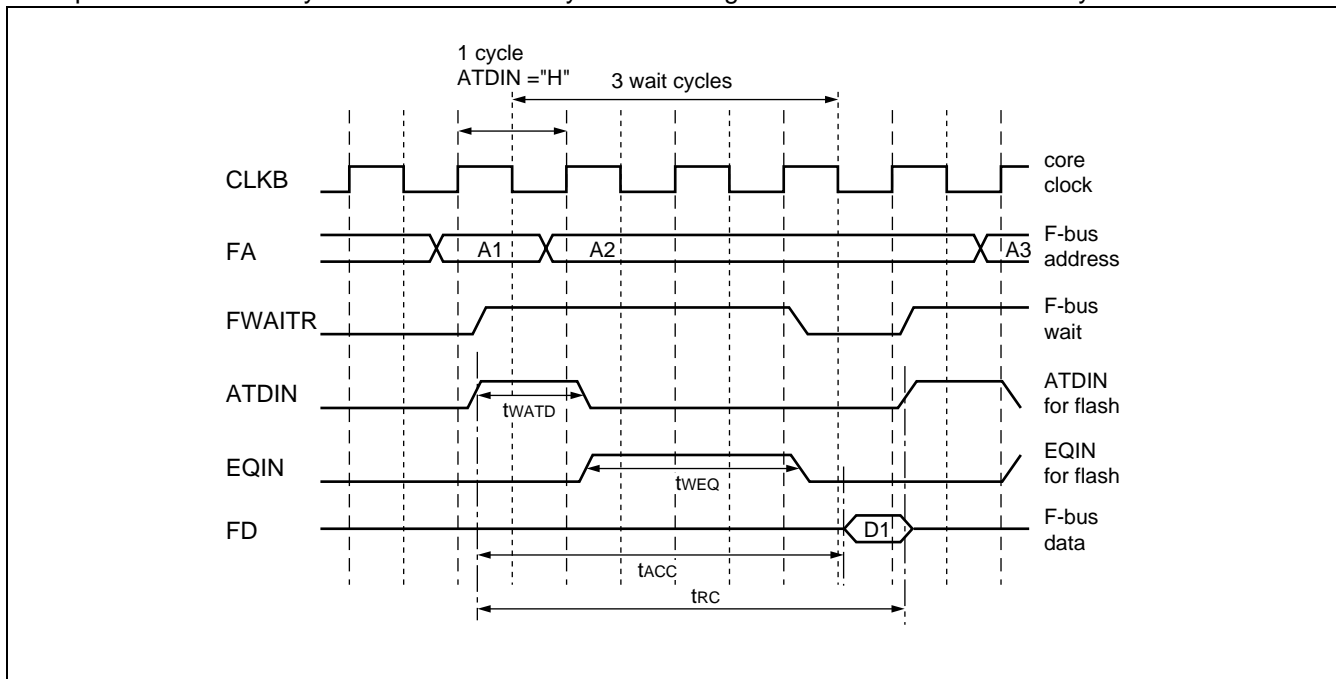 1 cycle
ATDIN ="H"
3 wait cycles
CLKB
core
clock
FA
A1
A2
A3
F-bus
address
FWAITR
F-bus
wait
ATDIN
tWATD
ATDIN
for flash
EQIN
tWEQ
EQIN
for flash
FD
D1
F-bus
data
tACC
tRC